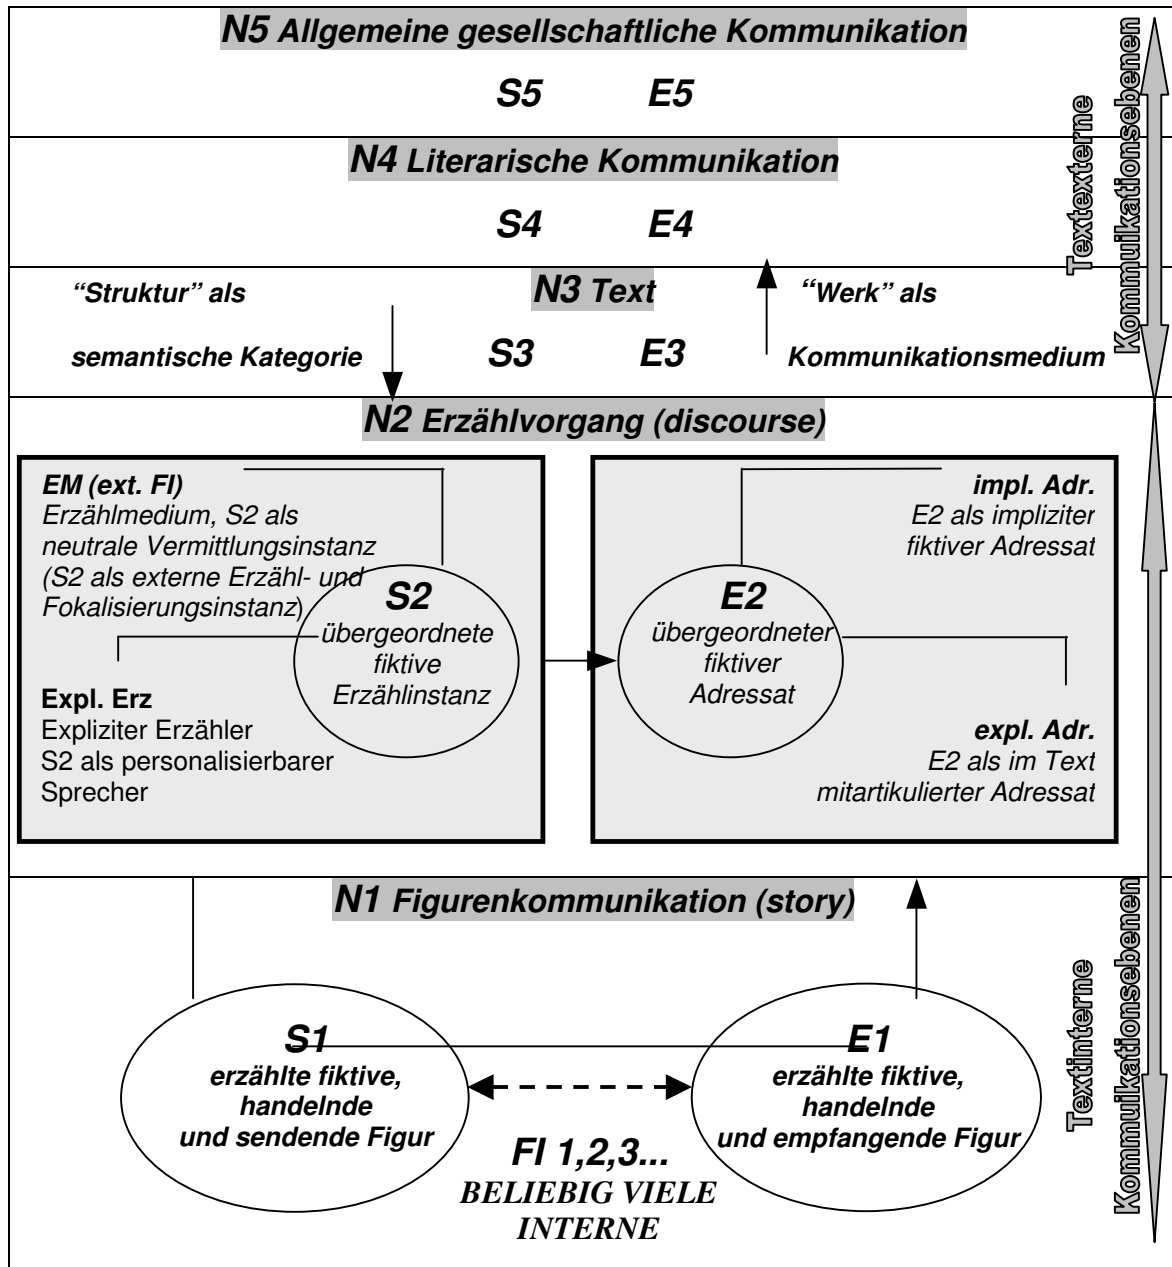 N5 Allgemeine gesellschaftliche Kommunikation
S5 E5
N4 Literarische Kommunikation
S4 E4
N3 Text
“Struktur” als
semantische Kategorie
S3 E3
“Werk” als
Kommunikationsmedium
Textexterne
Kommuikationsebenen
N2 Erzählvorgang (discourse)
EM (ext. FI)
Erzählmedium, S2 als
neutrale Vermittlungsinstanz
(S2 als externe Erzähl- und
Fokalisierungsinstanz)
S2
übergeordnete
fiktive
Erzählinstanz
Expl. Erz
Expliziter Erzähler
S2 als personalisierbarer
Sprecher
impl. Adr.
E2 als impliziter
fiktiver Adressat
E2
übergeordneter
fiktiver
Adressat
expl. Adr.
E2 als im Text
mitartikulierter Adressat
N1 Figurenkommunikation (story)
S1
erzählte fiktive,
handelnde
und sendende Figur
E1
erzählte fiktive,
handelnde
und empfangende Figur
FI 1,2,3...
BELIEBIG VIELE
INTERNE
Textinterne
Kommuikationsebenen